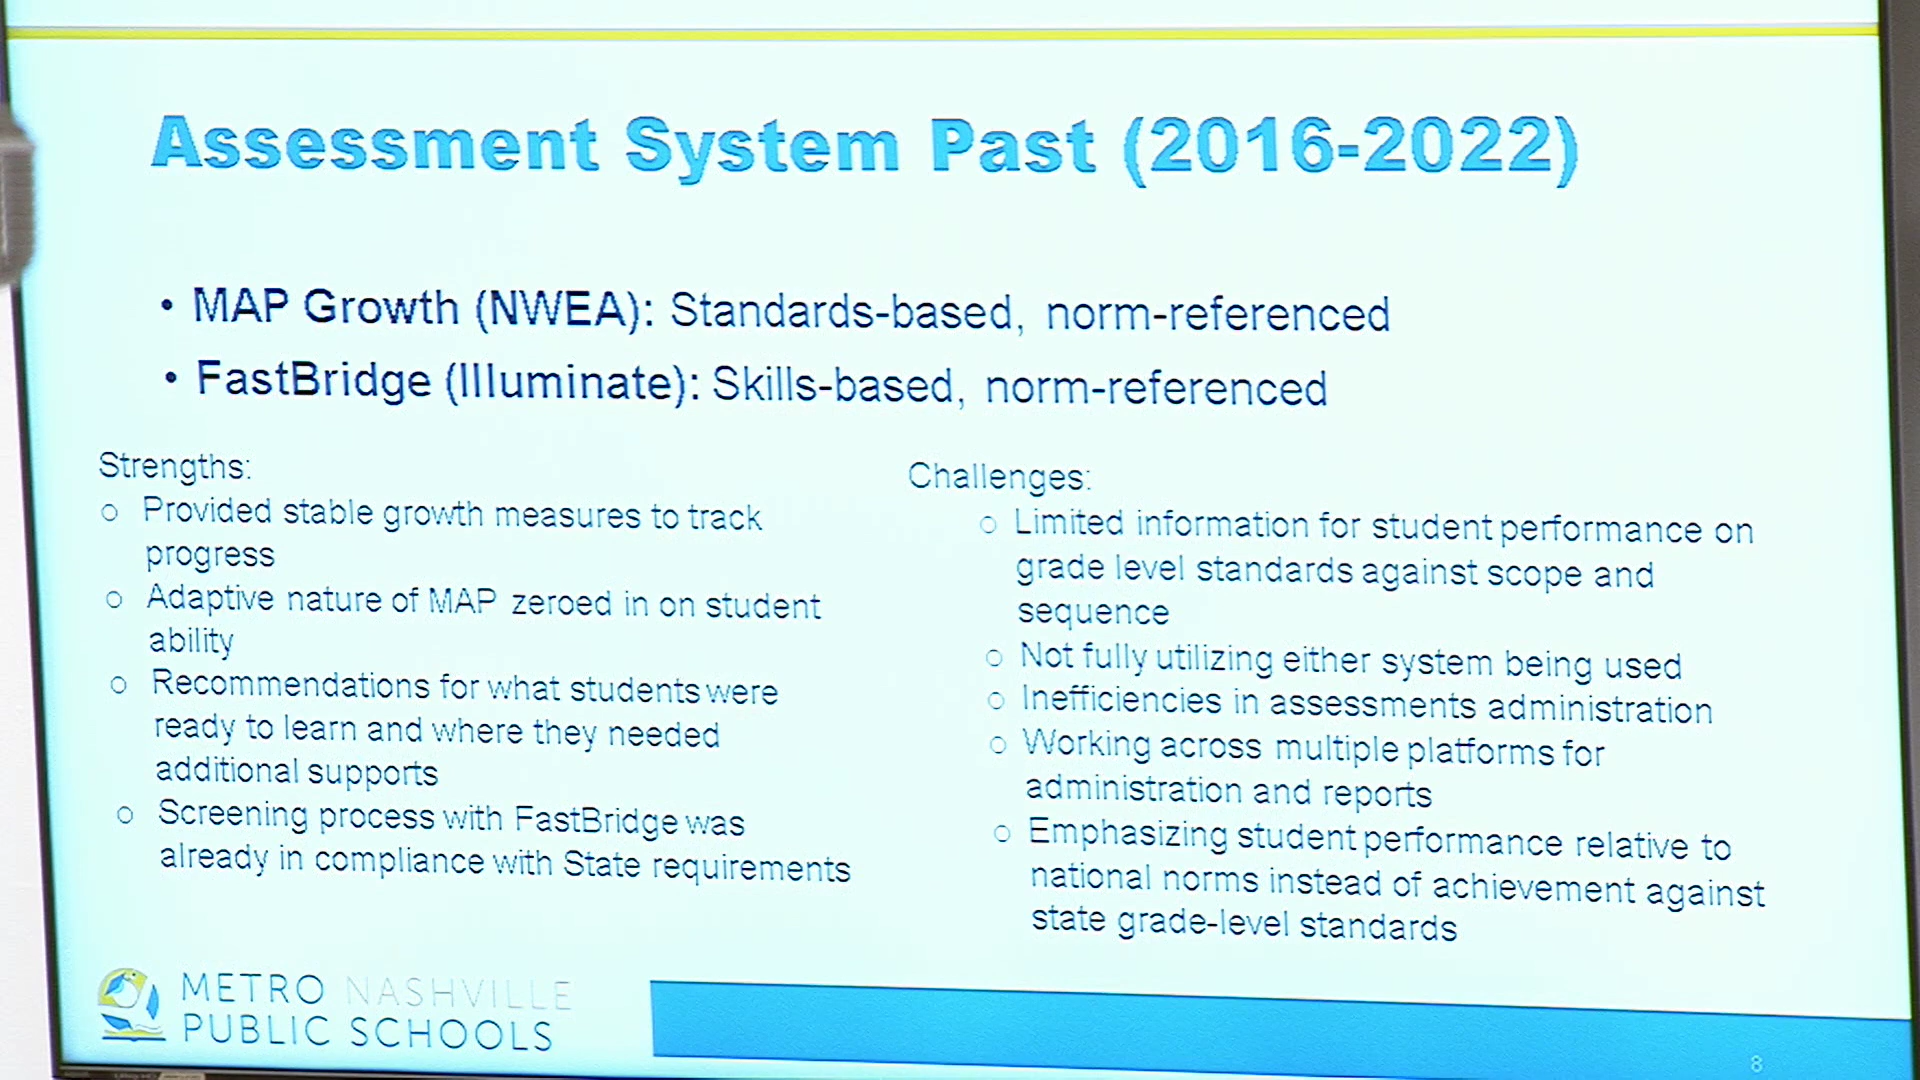 Assessment System Past (2016-2022)
• MAP Growth (NWEA): Standards-based, norm-referenced
• FastBridge (Illuminate): Skills-based, norm-referenced
Strengths:
○ Provided stable growth measures to track
progress
○ Adaptive nature of MAP zeroed in on student
ability
○ Recommendations for what students were
ready to learn and where they needed
additional supports
○ Screening process with FastBridge was
already in compliance with State requirements
Challenges:
○ Limited information for student performance on
grade level standards against scope and
sequence
○ Not fully utilizing either system being used
○ Inefficiencies in assessments administration
○ Working across multiple platforms for
administration and reports
○ Emphasizing student performance relative to
national norms instead of achievement against
state grade-level standards
METRO NASHVILLE
PUBLIC SCHOOLS
8